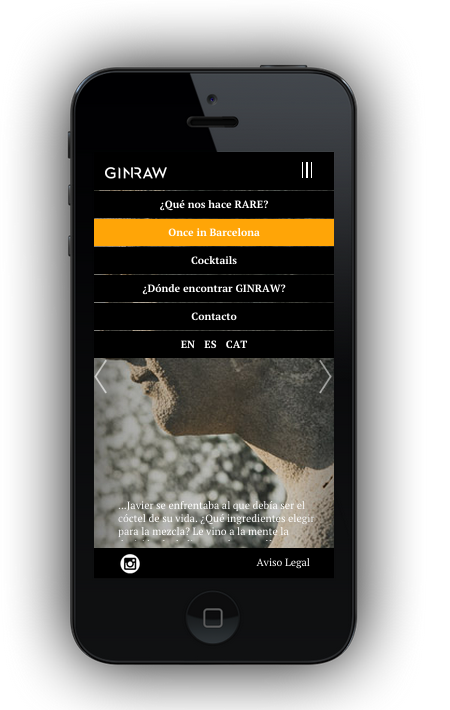 GINRAW
¿Qué nos hace RARE?
Once in Barcelona
Cocktails
¿Dónde encontrar GINRAW?
Contacto
EN ES CAT
...Javier se enfrentaba al que debía ser el
cóctel de su vida. ¿Qué ingredientes elegir
para la mezcla? Le vino a la mente la
Aviso Legal